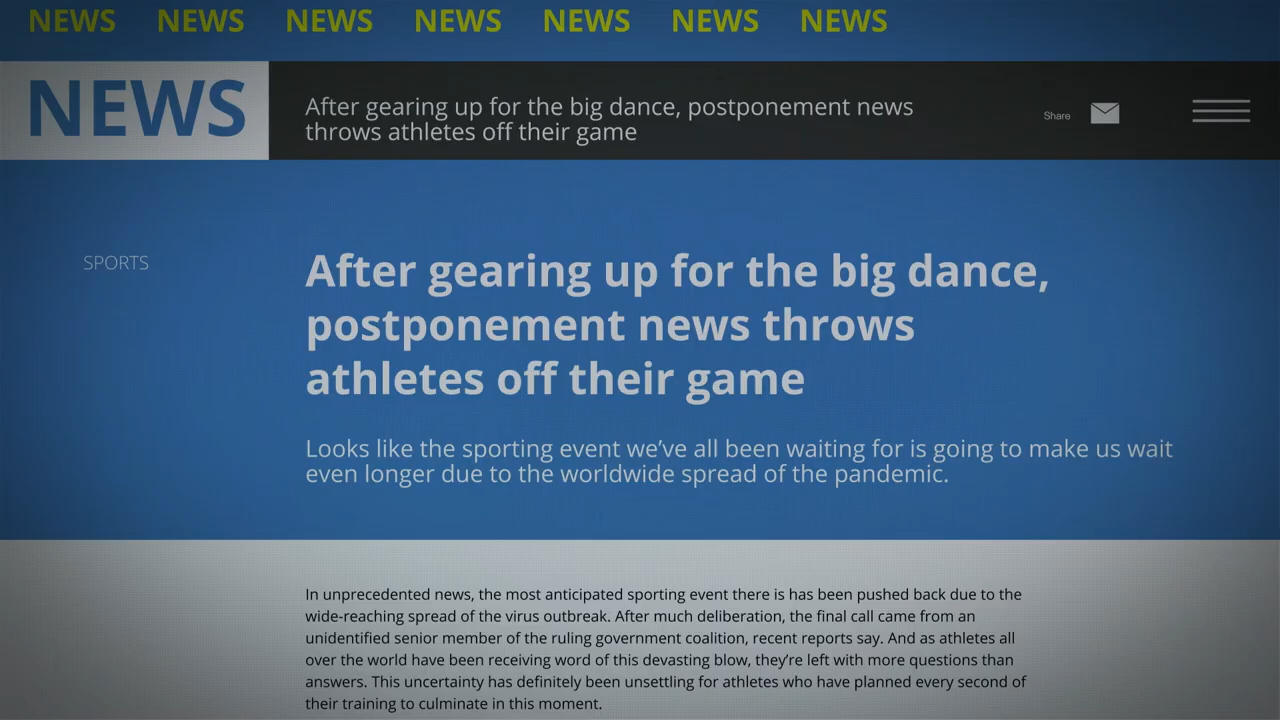 NEWS NEWS NEWS NEWS NEWS NEWS NEWS
NEWS
After gearing up for the big dance, postponement news
throws athletes off their game
Share
SPORTS
After gearing up for the big dance,
postponement news throws
athletes off their game
Looks like the sporting event we’ve all been waiting for is going to make us wait
even longer due to the worldwide spread of the pandemic.
In unprecedented news, the most anticipated sporting event there is has been pushed back due to the
wide-reaching spread of the virus outbreak. After much deliberation, the final call came from an
unidentified senior member of the ruling government coalition, recent reports say. And as athletes all
over the world have been receiving word of this devasting blow, they’re left with more questions than
answers. This uncertainty has definitely been unsettling for athletes who have planned every second of
their training to culminate in this moment.